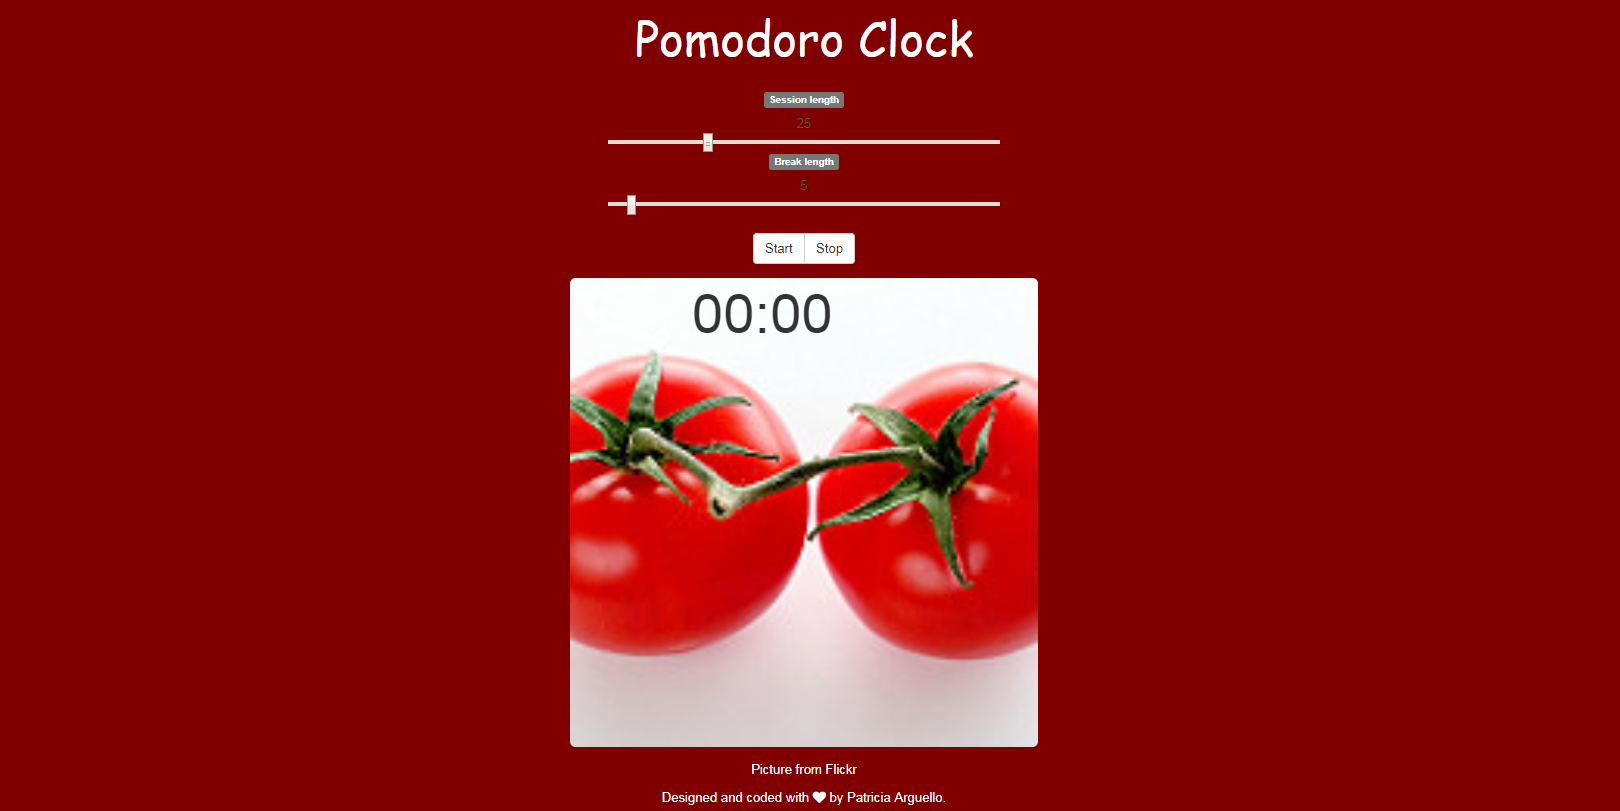 Pomodoro Clock
Session length
25
Break length
5
Start Stop
00:00
Picture from Flickr
Designed and coded with ♥ by Patricia Arguello.